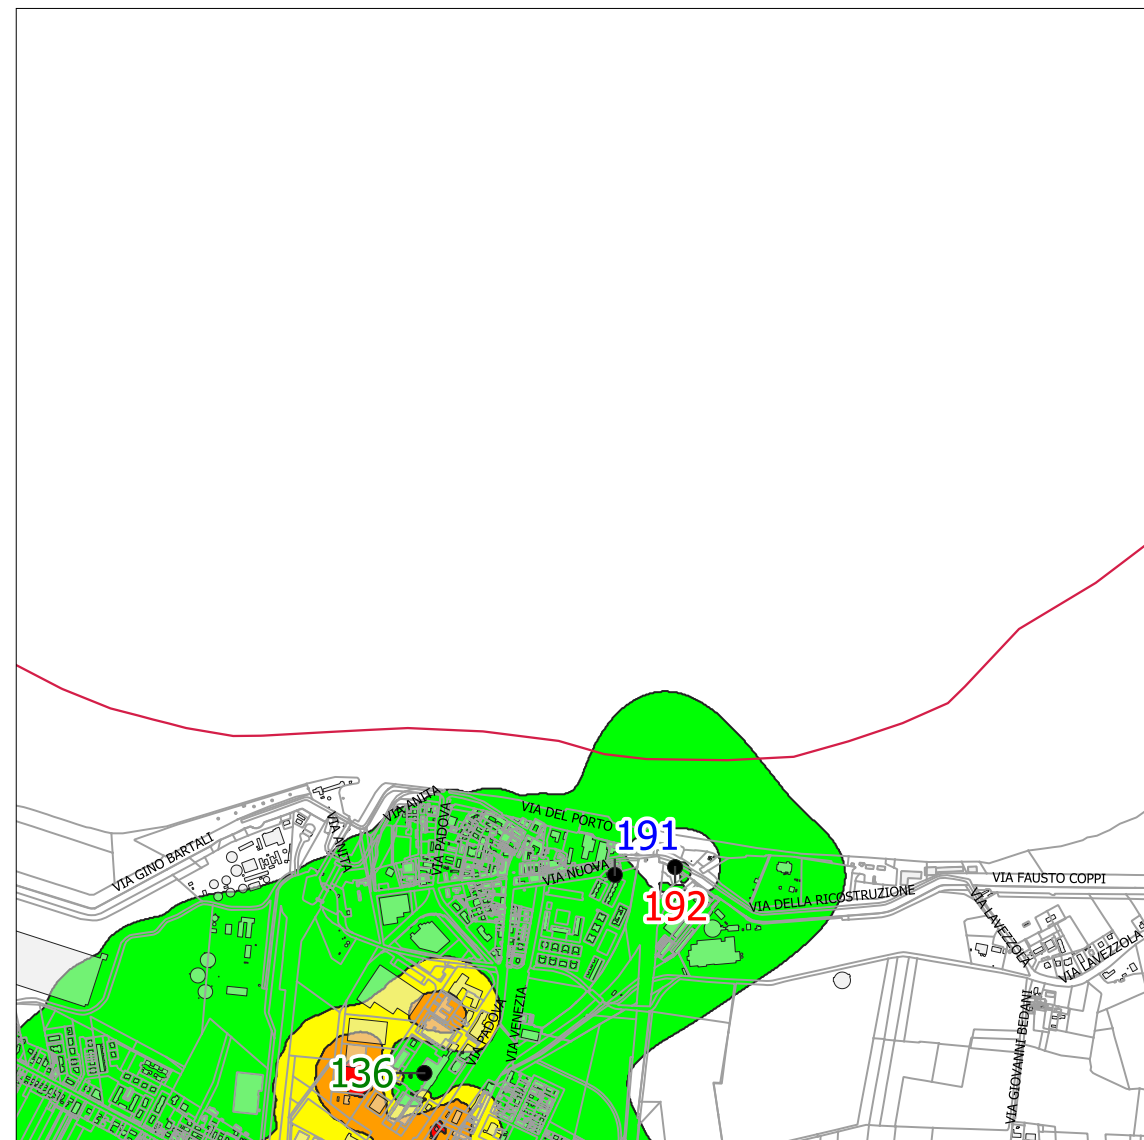 VIA ANITA
VIA PADOVA
VIA DEL PORTO
VIA ANITA
VIA GINO BARTALI
191
VIA NUOVA
VIA FAUSTO COPPI
VIA DELLA RICOSTRUZIONE
192
VIA LAVEZZOLA
VIA LAVEZZOLA
VIA PADOVA
VIA VENEZIA
VIA GIOVANNI BEDANI
136